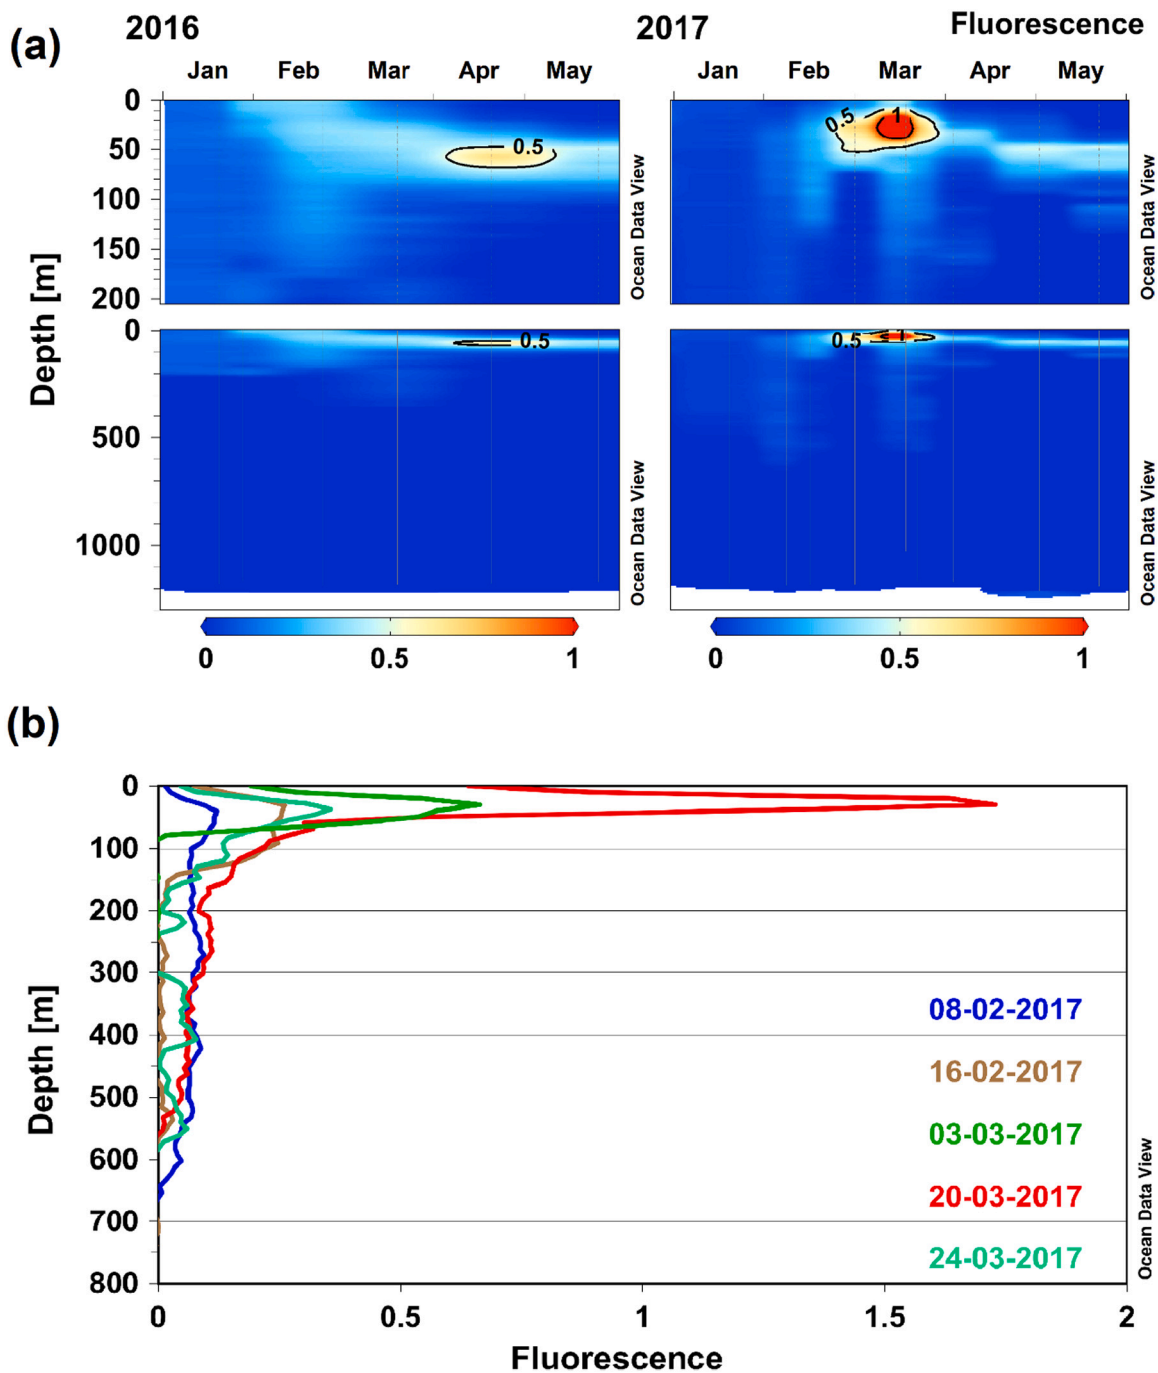 (a)
2016 2017 Fluorescence
Jan Feb Mar Apr May Jan Feb Mar Apr May
0
50
100
150
200
0.5
0.5 1
Ocean Data View
Ocean Data View
Depth [m]
0
500
1000
0.5
0.5 1
Ocean Data View
Ocean Data View
0 0.5 1 0 0.5 1
(b)
0
100
200
300
400
500
600
700
800
Depth [m]
08-02-2017
16-02-2017
03-03-2017
20-03-2017
24-03-2017
Ocean Data View
0 0.5 1 1.5 2
Fluorescence